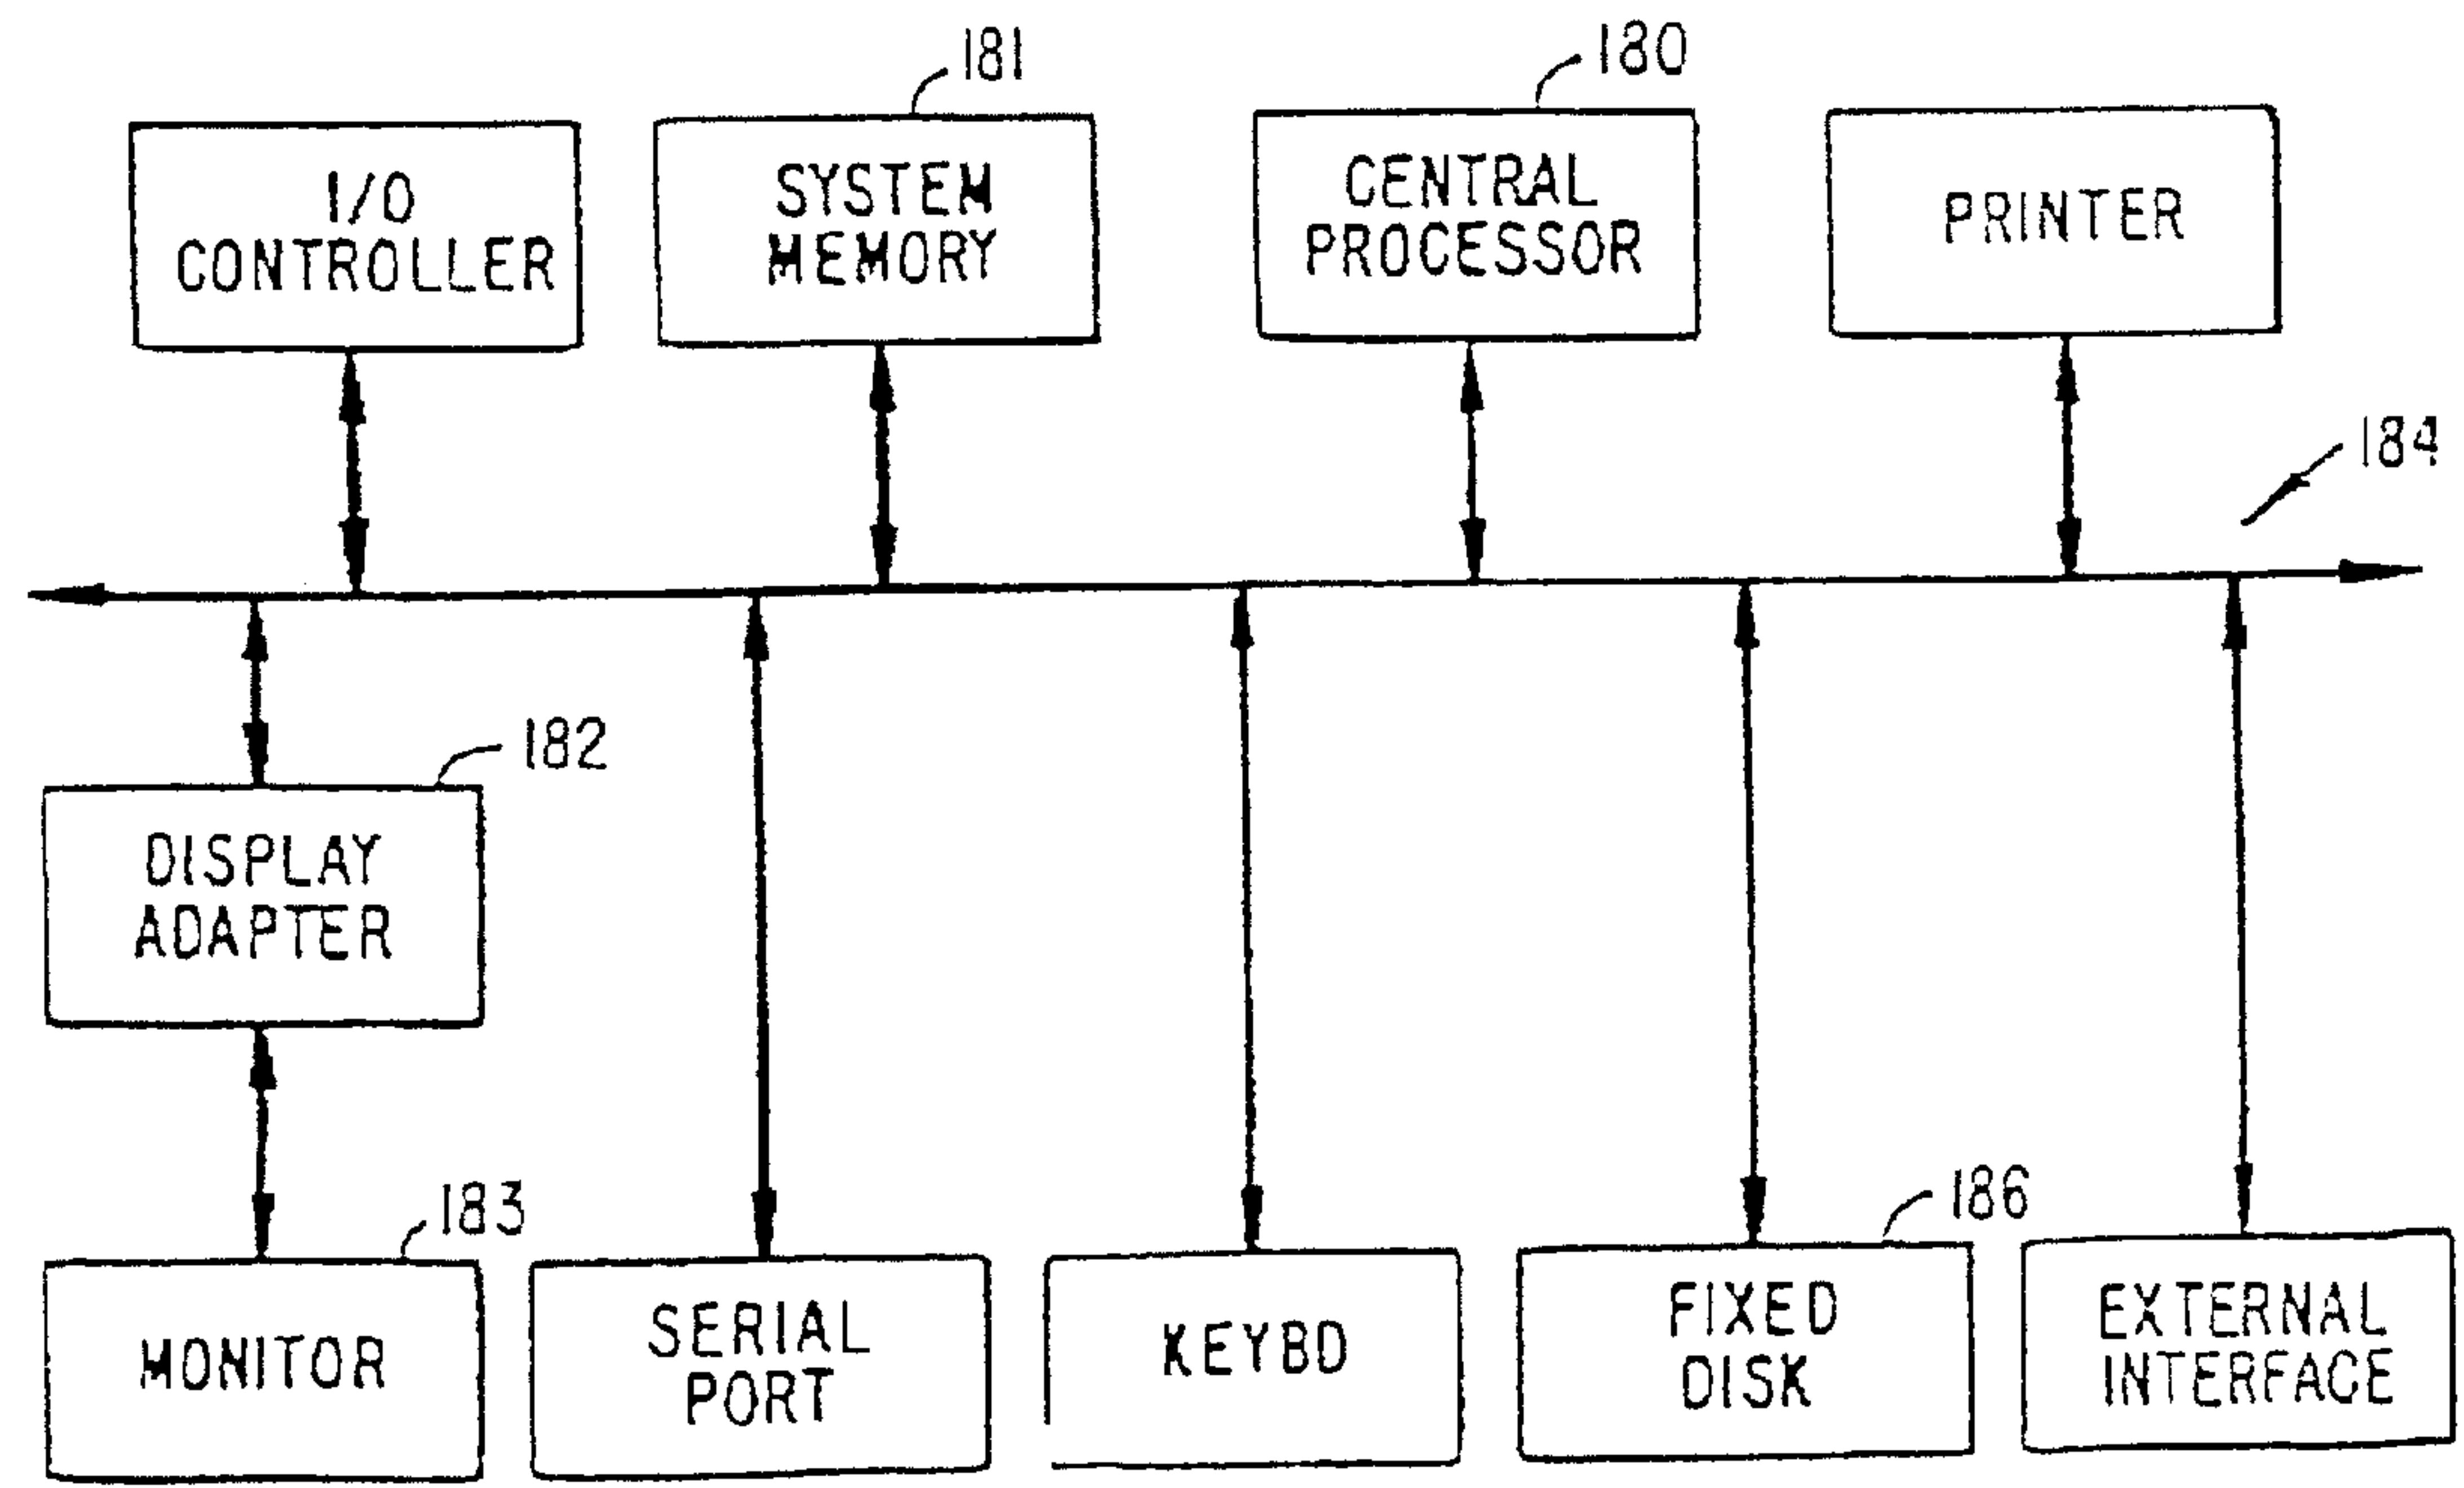 181
180
I/O
CONTROLLER
SYSTEM
MEMORY
CENTRAL
PROCESSOR
PRINTER
184
182
DISPLAY
ADAPTER
183
186
MONITOR
SERIAL
PORT
KEYBD
FIXED
DISK
EXTERNAL
INTERFACE